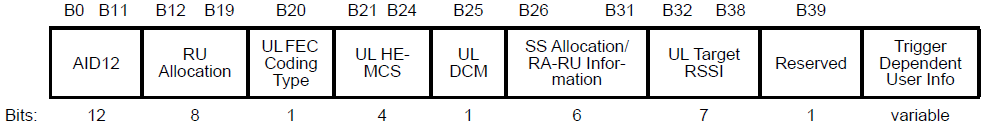 B0 B11 B12 B19 B20 B21 B24 B25 B26 B31 B32 B38 B39
AID12
RU
Allocation
UL FEC
Coding
Type
UL HE-
MCS
UL
DCM
SS Allocation/
RA-RU Infor-
mation
UL Target
RSSI
Reserved
Trigger
Dependent
User Info
Bits: 12 8 1 4 1 6 7 1 variable